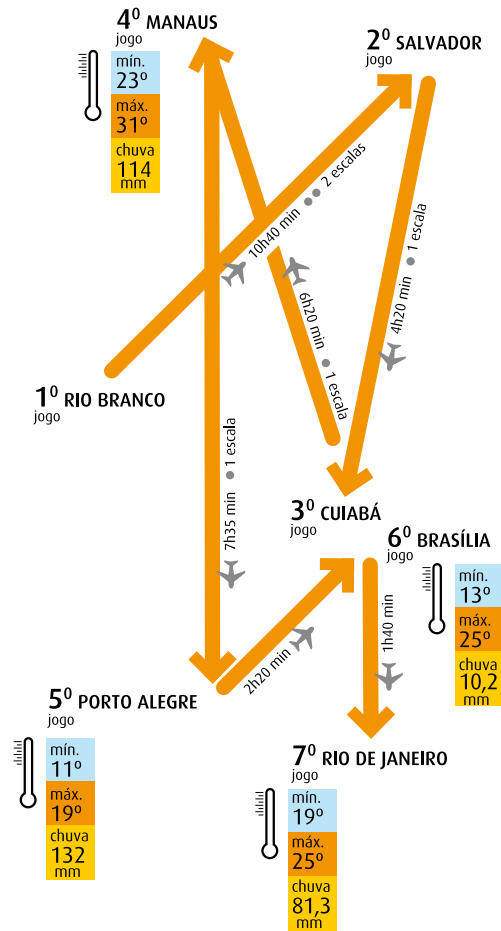 4º MANAUS
jogo
mín.
23º
máx.
31º
chuva
114
mm
2º SALVADOR
jogo
10h40 min •• 2 escalas
4h20 min • 1 escala
6h20 min • 1 escala
1º RIO BRANCO
jogo
7h35 min • 1 escala
3º CUIABÁ
jogo
6º BRASÍLIA
jogo
mín.
13º
máx.
25º
chuva
10,2
mm
1h40 min
2h20 min
5º PORTO ALEGRE
jogo
mín.
11º
máx.
19º
chuva
132
mm
7º RIO DE JANEIRO
jogo
mín.
19º
máx.
25º
chuva
81,3
mm